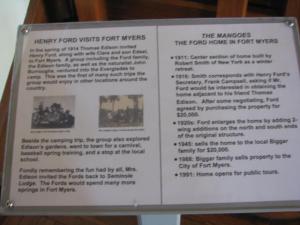 HENRY FORD VISITS FORT MYERS
In the spring of 1914 Thomas Edison invited
Henry Ford, along with wife Clara and son Edsel,
to Fort Myers. A group including the Ford family,
the Edison family, as well as the naturalist John
Burroughs, ventured into the Everglades to
camp. This was the first of many such trips the
group would enjoy in other locations around the
country.
Beside the camping trip, the group also explored
Edison's gardens, went to town for a carnival,
baseball spring training, and a stop at the local
school.
Fondly remembering the fun had by all, Mrs.
Edison invited the Fords back to Seminole
Lodge. The Fords would spend many more
springs in Fort Myers.
THE MANGOES
THE FORD HOME IN FORT MYERS
• 1911: Center section of home built by
Robert Smith of New York as a winter
retreat.
• 1916: Smith corresponds with Henry Ford's
Secretary, Frank Campsall, asking if Mr.
Ford would be interested in obtaining the
home adjacent to his friend Thomas
Edison. After some negotiating, Ford
agreed by purchasing the property for
$20,000.
• 1920s: Ford enlarges the home by adding 2-
wing additions on the north and south ends
of the original structure.
• 1945: sells the home to the local Biggar
family for $20,000.
• 1988: Biggar family sells property to the
City of Fort Myers.
• 1991: Home opens for public tours.